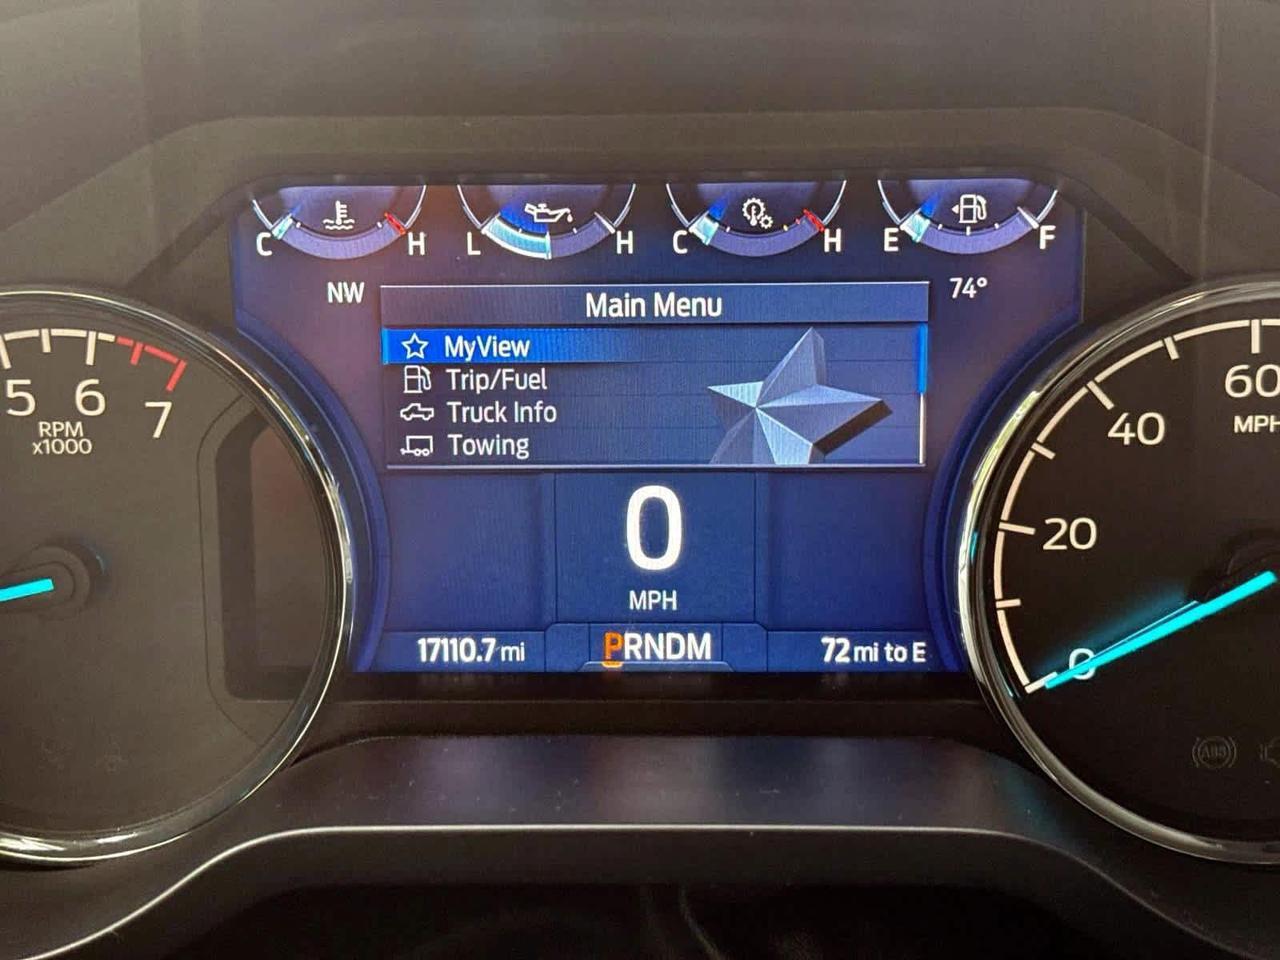 C H L H C H E F
NW
74°
Main Menu
MyView
Trip/Fuel
Truck Info
Towing
0
MPH
17110.7 mi
PRNDM
72 mi to E
5 6 7
RPM
x1000
0 20 40 60
MPH
ABS